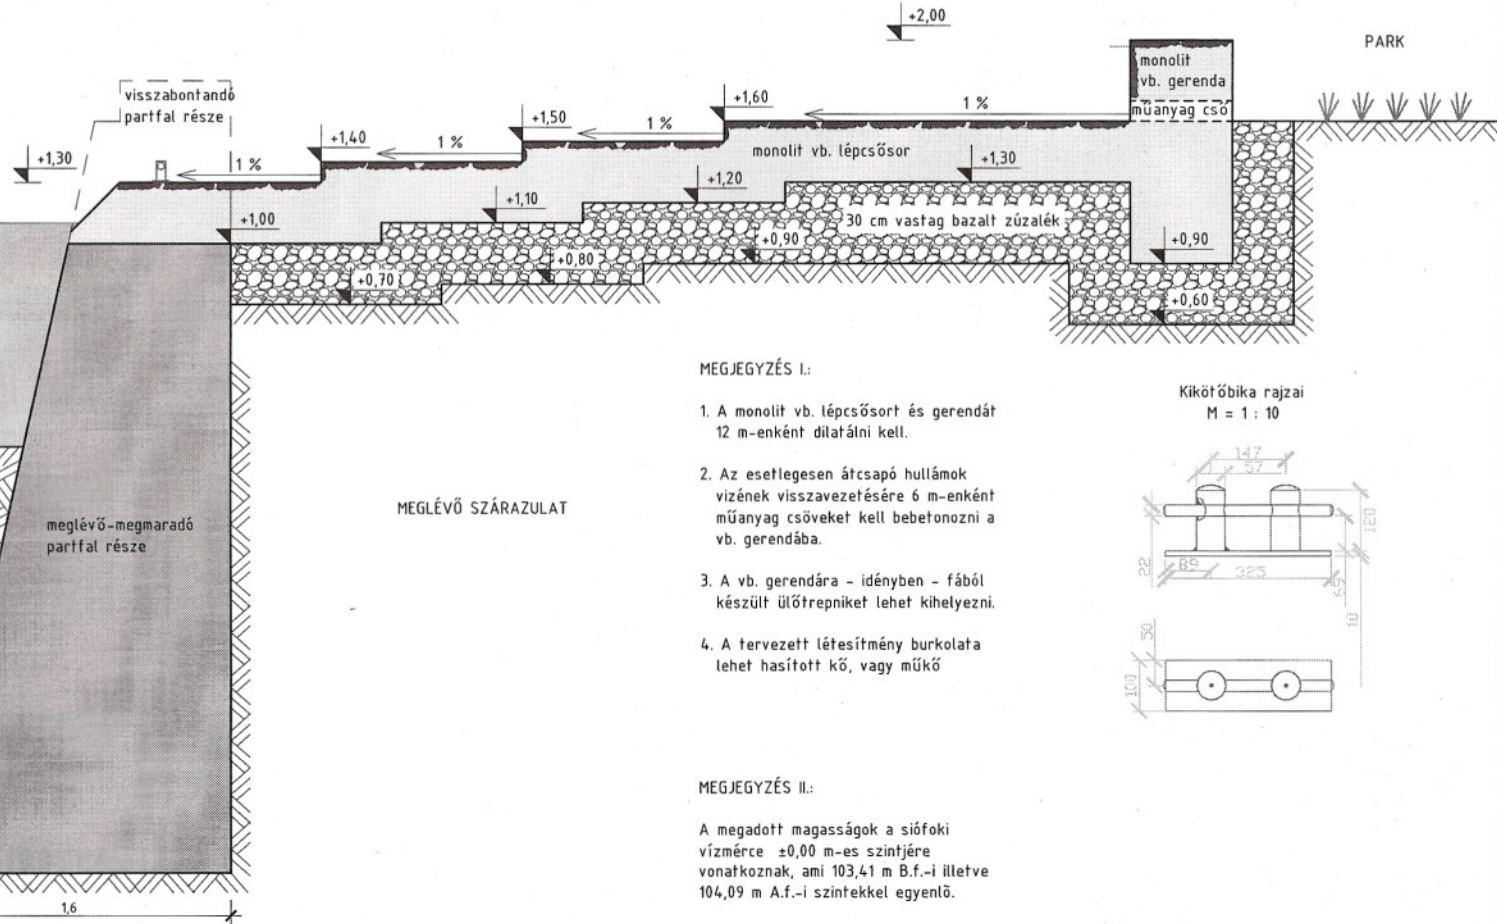 +2,00
PARK
monolit
vb. gerenda
műanyag cső
visszabontandó
partfal része
+1,60
1 %
+1,50
1 %
+1,40
1 %
+1,30
1 %
monolit vb. lépcsősor
+1,30
+1,20
+1,10
+1,00
30 cm vastag bazalt zúzalék
+0,90
+0,90
+0,80
+0,70
+0,60
MEGJEGYZÉS I.:
1. A monolit vb. lépcsősort és gerendát
12 m-enként dilatálni kell.
2. Az esetlegesen átcsapó hullámok
vizének visszavezetésére 6 m-enként
műanyag csöveket kell bebetonozni a
vb. gerendába.
3. A vb. gerendára - idényben - fából
készült ülőtrepniket lehet kihelyezni.
4. A tervezett létesítmény burkolata
lehet hasított kő, vagy műkő
Kikötőbika rajzai
M = 1 : 10
147
57
120
22
89
325
69
10
50
100
MEGLÉVŐ SZÁRAZULAT
meglévő-megmaradó
partfal része
MEGJEGYZÉS II.:
A megadott magasságok a siófoki
vízmérce ±0,00 m-es szintjére
vonatkoznak, ami 103,41 m B.f.-i illetve
104,09 m A.f.-i szintekkel egyenlő.
1,6